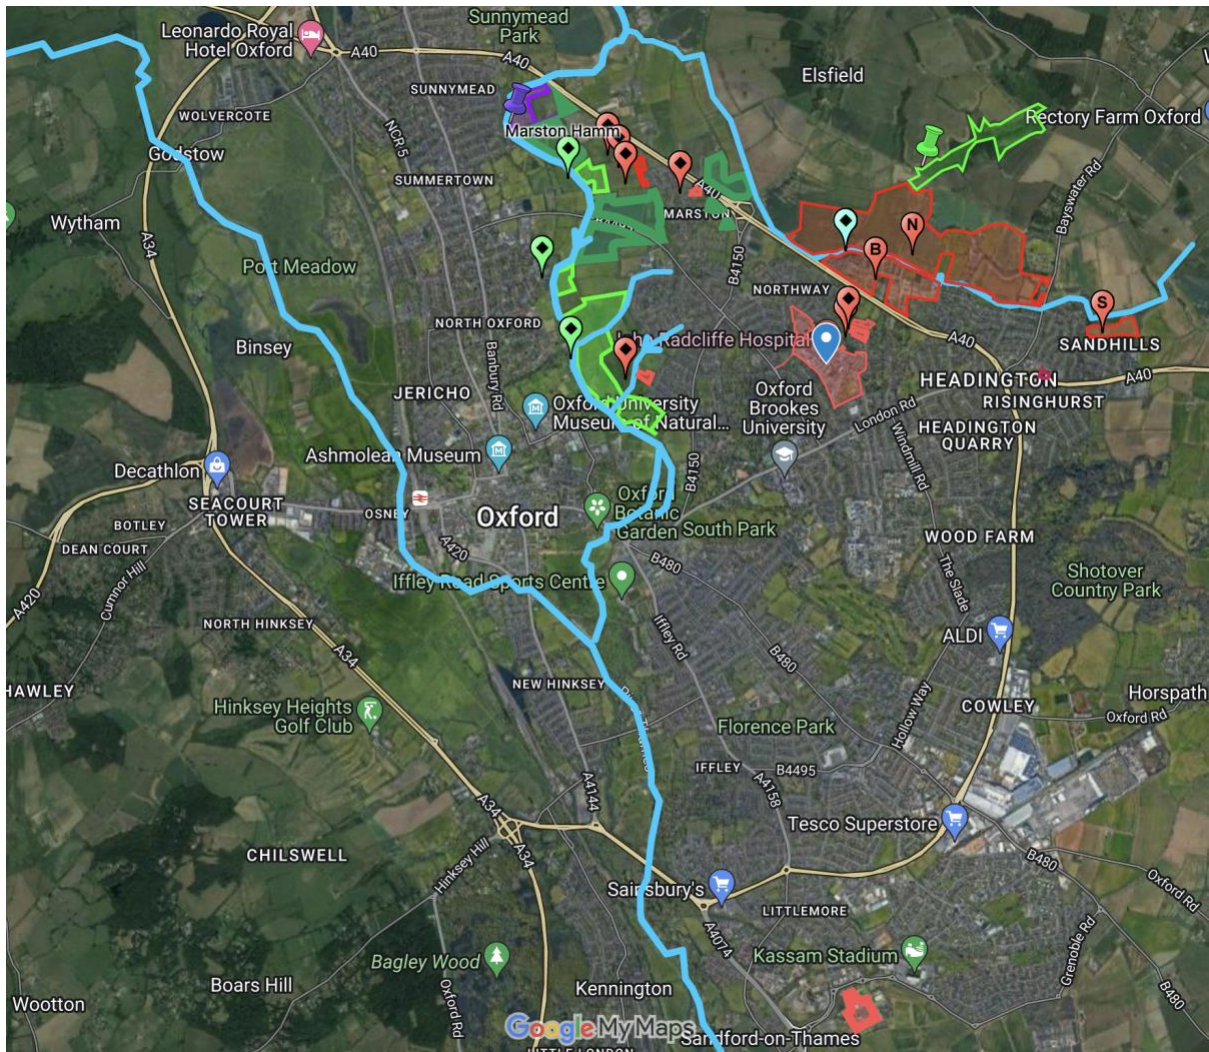 Sunnymead
Park
Leonardo Royal
Hotel Oxford
A40
A40
Elsfield
SUNNYMEAD
WOLVERCOTE
Rectory Farm Oxford
Marston Hamm
NCR 5
Godstow
SUMMERTOWN
Bayswater Rd
A40
MARSTON
Wytham
A34
Port Meadow
B4150
NORTHWAY
NORTH OXFORD
Binsey
Banbury Rd
Radcliffe Hospital
A40
SANDHILLS
N
B
S
HEADINGTON
A40
RISINGHURST
JERICHO
Oxford
Brookes
University
London Rd
HEADINGTON
QUARRY
Oxford University
Museum of Natural...
Windmill Rd
Ashmolean Museum
B4150
Decathlon
SEACOURT
TOWER
OSNEY
Oxford
Oxford
Botanic
Garden
South Park
BOTLEY
DEAN COURT
A420
B480
WOOD FARM
Iffley Road Sports Centre
Cumnor Hill
The Slade
Shotover
Country Park
A420
NORTH HINKSEY
Iffley Rd
ALDI
A34
B480
HAWLEY
NEW HINKSEY
Horspath
Hinksey Heights
Golf Club
Florence Park
Hollow Way
COWLEY
Oxford Rd
IFFLEY
B4495
A4144
A4158
A34
Tesco Superstore
CHILSWELL
Hinksey Hill
A34
B480
Sainsbury's
Oxford Rd
LITTLEMORE
A4074
Kassam Stadium
Grenoble Rd
Bagley Wood
Boars Hill
Oxford Rd
Kennington
B480
Wootton
Google My Maps
Sandford-on-Thames
LITTLE LONDON